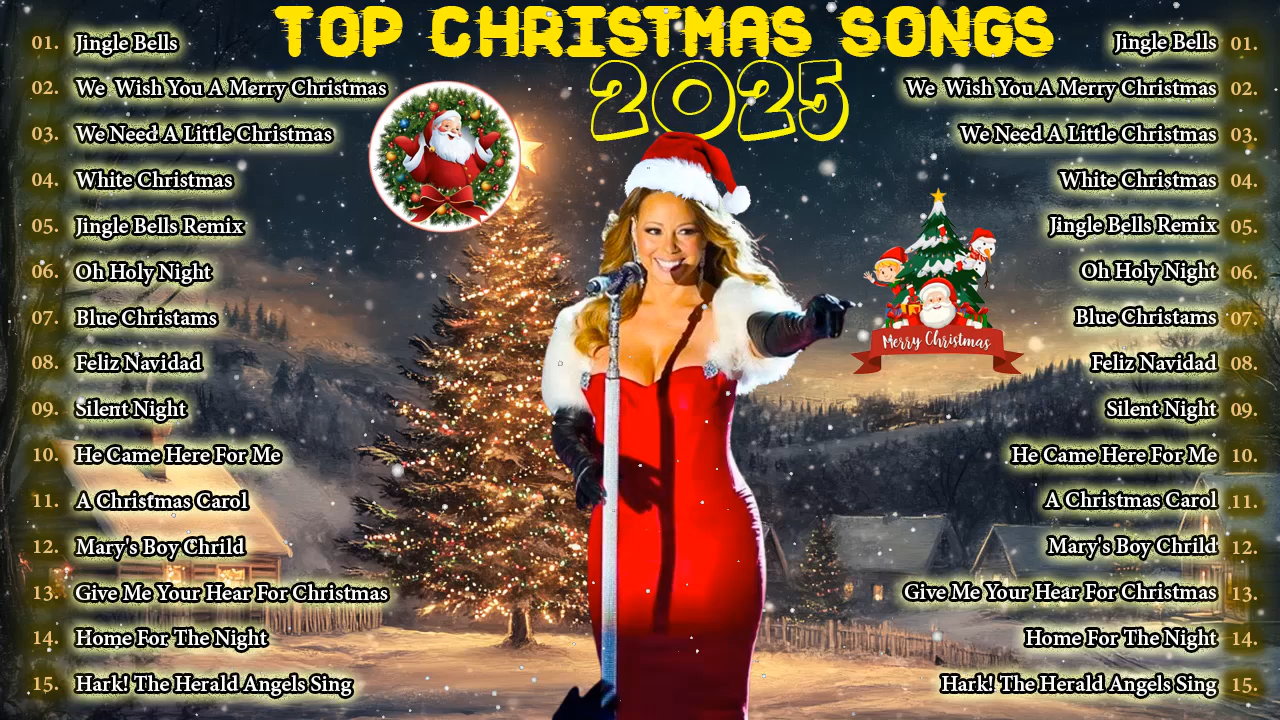 TOP CHRISTMAS SONGS
2025
01. Jingle Bells
02. We Wish You A Merry Christmas
03. We Need A Little Christmas
04. White Christmas
05. Jingle Bells Remix
06. Oh Holy Night
07. Blue Christams
08. Feliz Navidad
09. Silent Night
10. He Came Here For Me
11. A Christmas Carol
12. Mary's Boy Chrild
13. Give Me Your Hear For Christmas
14. Home For The Night
15. Hark! The Herald Angels Sing
Merry Christmas
Jingle Bells 01.
We Wish You A Merry Christmas 02.
We Need A Little Christmas 03.
White Christmas 04.
Jingle Bells Remix 05.
Oh Holy Night 06.
Blue Christams 07.
Feliz Navidad 08.
Silent Night 09.
He Came Here For Me 10.
A Christmas Carol 11.
Mary's Boy Chrild 12.
Give Me Your Hear For Christmas 13.
Home For The Night 14.
Hark! The Herald Angels Sing 15.